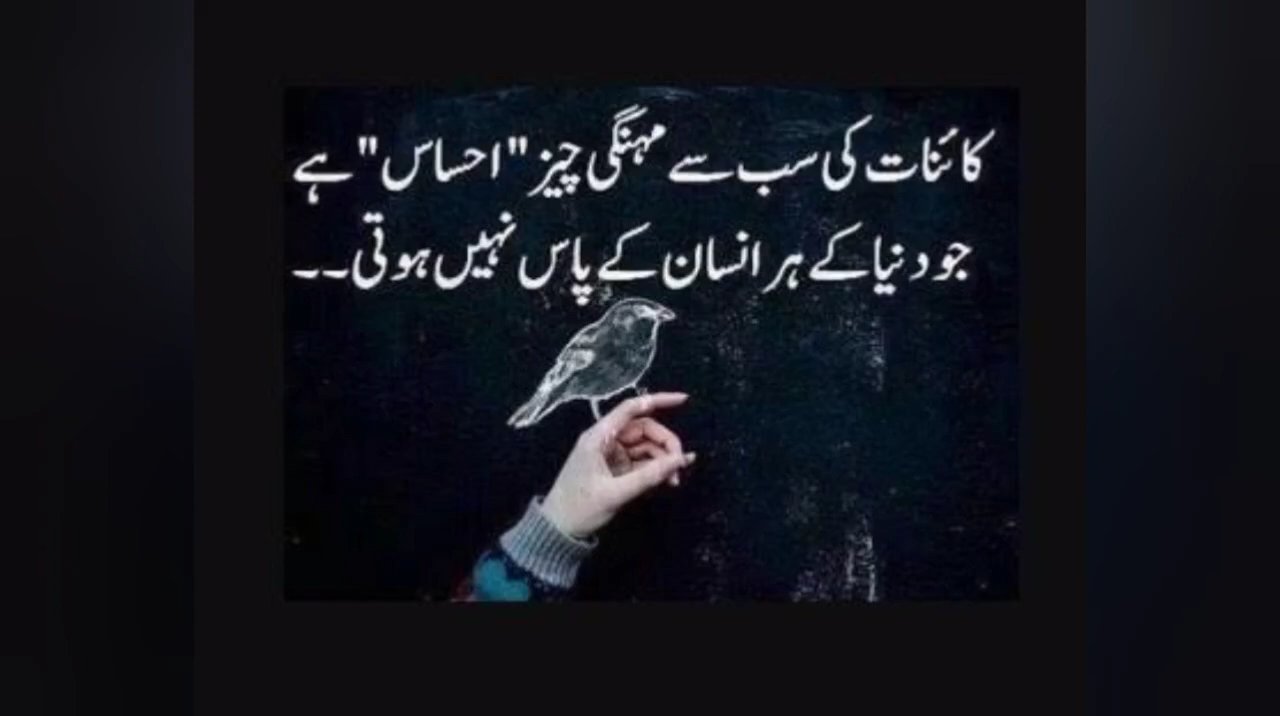 کائنات کی سب سے مہنگی چیز "احساس" ہے
جو دنیا کے ہر انسان کے پاس نہیں ہوتی۔۔